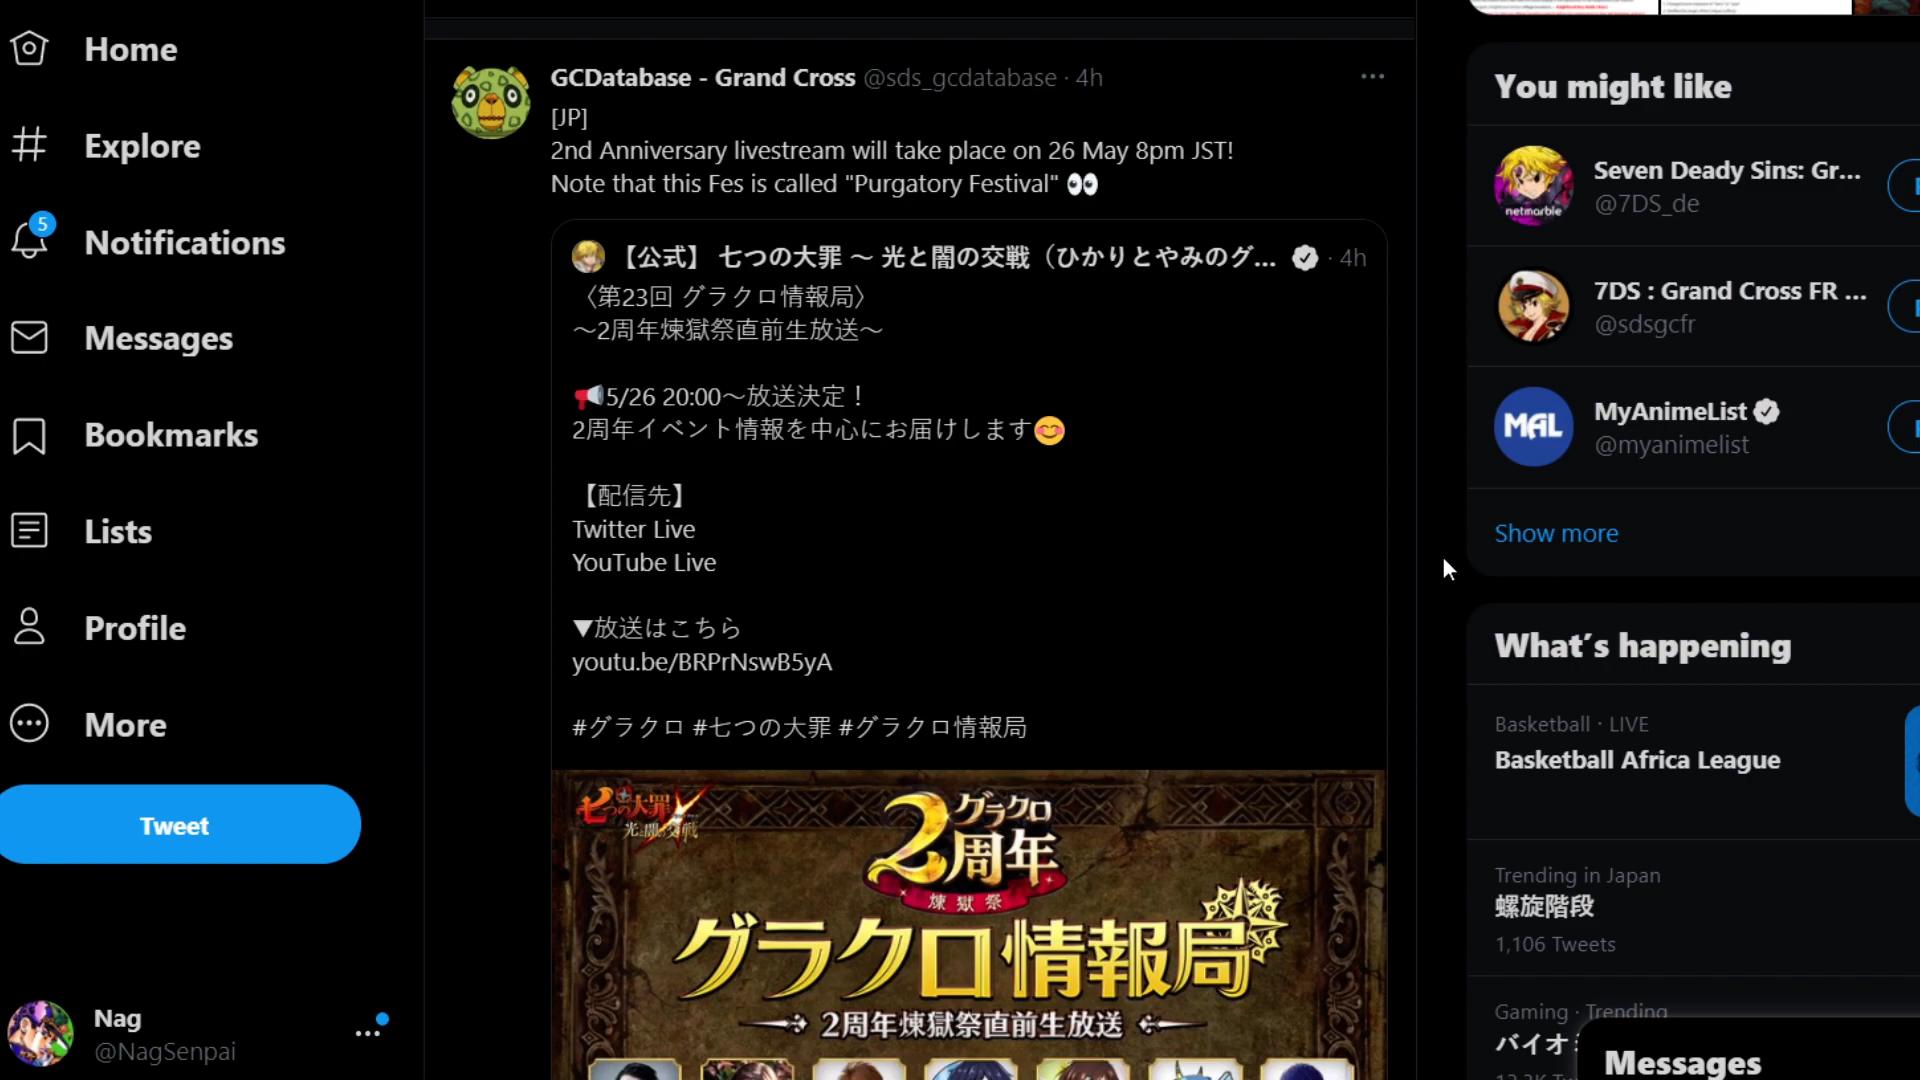 Home
Explore
5
Notifications
Messages
Bookmarks
Lists
Profile
More
Tweet
Nag
@NagSenpai
GCDatabase - Grand Cross @sds_gcdatabase · 4h
[JP]
2nd Anniversary livestream will take place on 26 May 8pm JST!
Note that this Fes is called "Purgatory Festival" 👀
【公式】 七つの大罪 ～ 光と闇の交戦（ひかりとやみのグ... · 4h
〈第23回 グラクロ情報局〉
～2周年煉獄祭直前生放送～
📢5/26 20:00～放送決定！
2周年イベント情報を中心にお届けします😊
【配信先】
Twitter Live
YouTube Live
▼放送はこちら
youtu.be/BRPrNswB5yA
#グラクロ #七つの大罪 #グラクロ情報局
七つの大罪
光と闇の交戦
グラクロ
2周年
煉獄祭
グラクロ情報局
2周年煉獄祭直前生放送
You might like
netmarble
Seven Deady Sins: Gr...
@7DS_de
7DS : Grand Cross FR ...
@sdsgcfr
MAL
MyAnimeList
@myanimelist
Show more
What's happening
Basketball · LIVE
Basketball Africa League
Trending in Japan
螺旋階段
1,106 Tweets
Gaming · Trending
バイオ
Messages